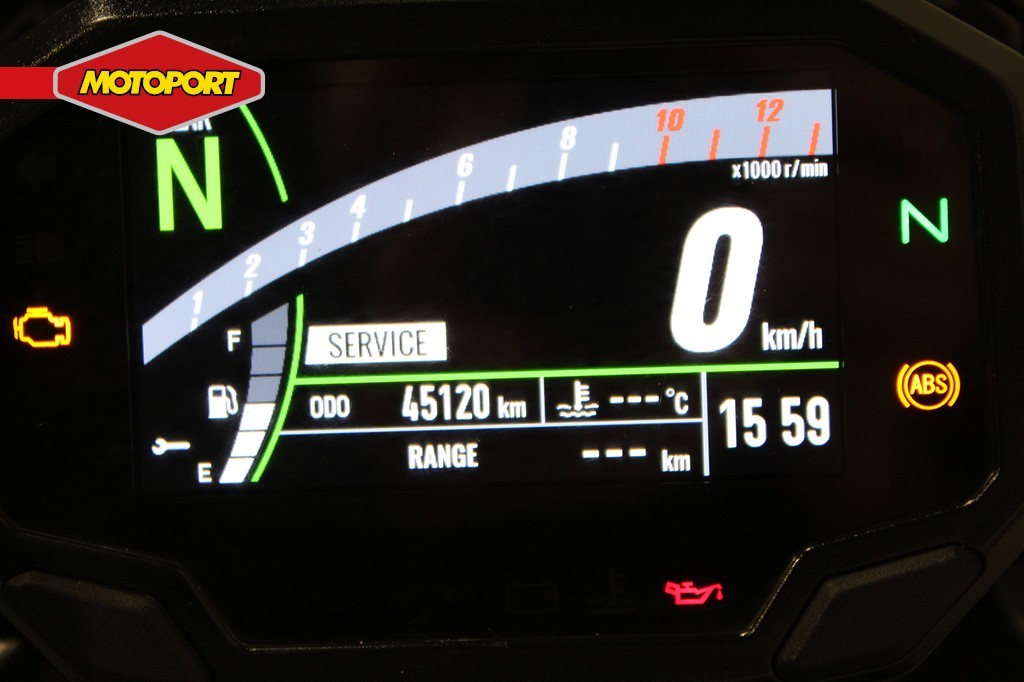 MOTOPORT
N
1 2 3 4 6 8 10 12
x1000 r/min
N
0 km/h
F
SERVICE
ABS
ODO 45120 km --- °C
15 59
RANGE --- km
E